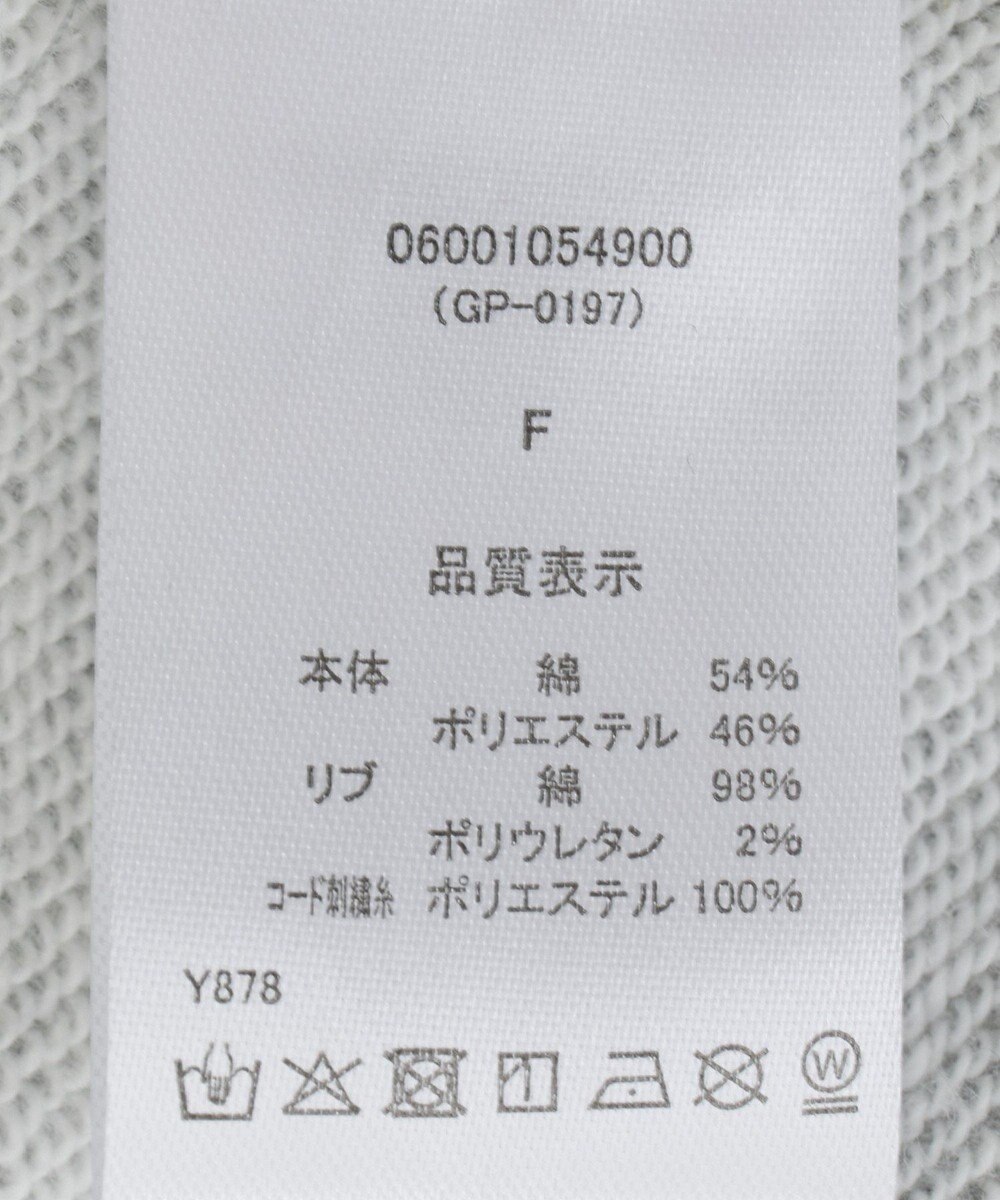 06001054900
(GP-0197)
F
品質表示
本体 綿 54%
ポリエステル 46%
リブ 綿 98%
ポリウレタン 2%
コード刺繍糸 ポリエステル 100%
Y878
W